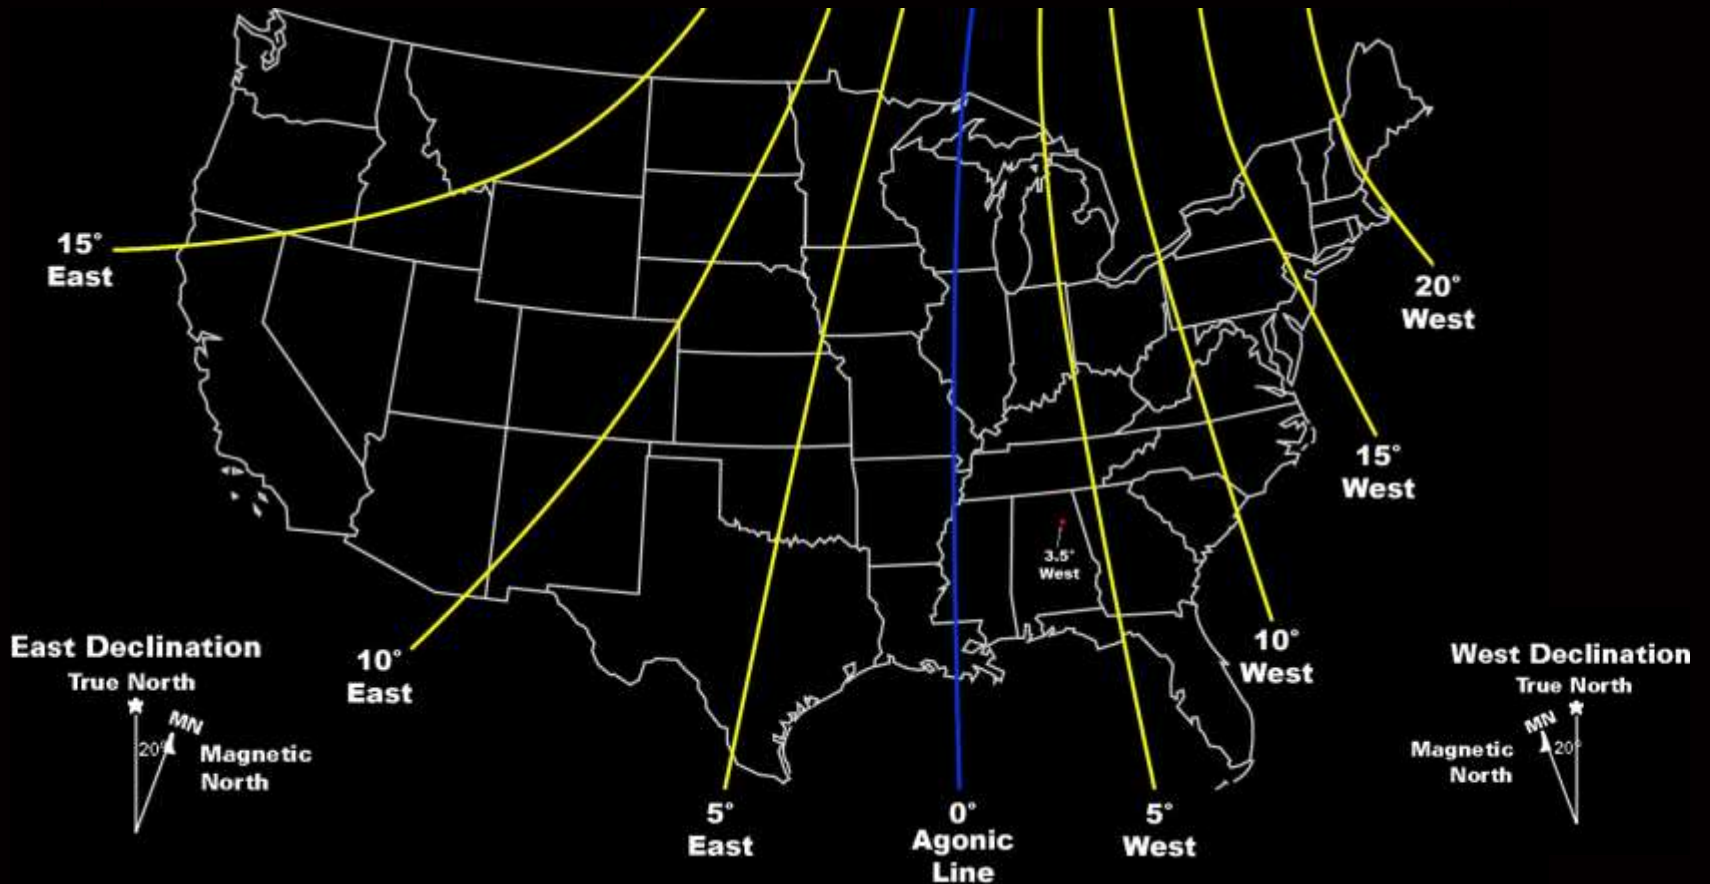 15°
East
20°
West
15°
West
3.5°
West
East Declination
True North
MN
20°
Magnetic
North
10°
East
10°
West
West Declination
True North
MN
20°
Magnetic
North
5°
East
0°
Agonic
Line
5°
West